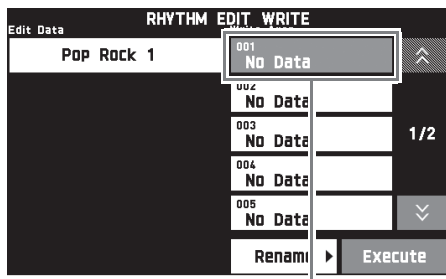 RHYTHM EDIT WRITE
Edit Data
Pop Rock 1
001
No Data
002
No Data
003
No Data
1/2
004
No Data
005
No Data
Execute